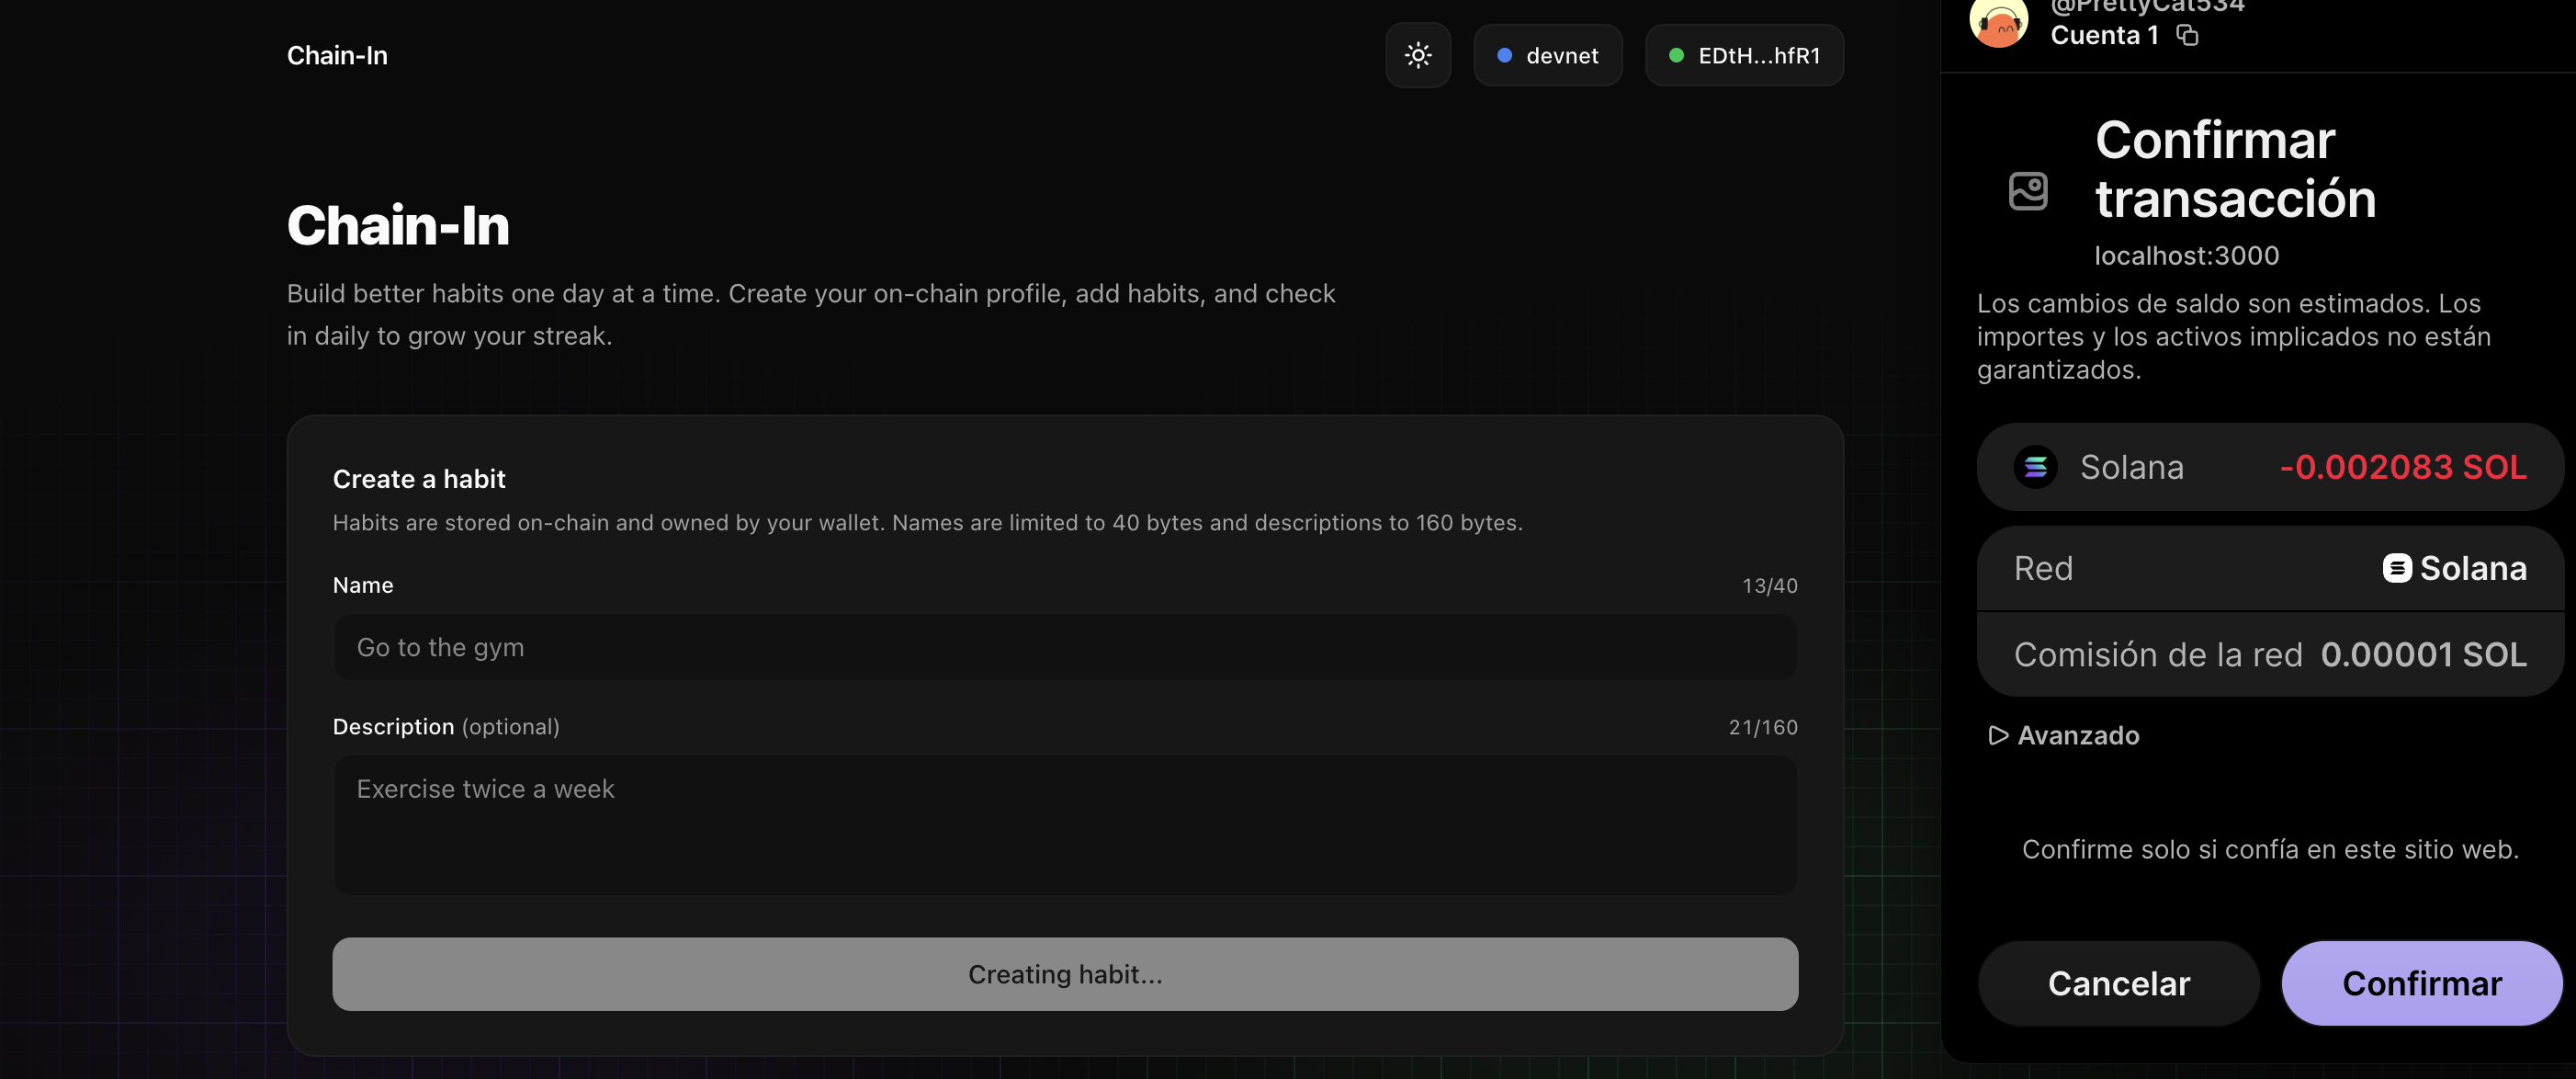 Chain-In
devnet
EDtH...hfR1
Chain-In
Build better habits one day at a time. Create your on-chain profile, add habits, and check
in daily to grow your streak.
Create a habit
Habits are stored on-chain and owned by your wallet. Names are limited to 40 bytes and descriptions to 160 bytes.
Name
13/40
Go to the gym
Description (optional)
21/160
Exercise twice a week
Creating habit...
@PrettyCat534
Cuenta 1
Confirmar
transacción
localhost:3000
Los cambios de saldo son estimados. Los
importes y los activos implicados no están
garantizados.
Solana
-0.002083 SOL
Red
Solana
Comisión de la red
0.00001 SOL
Avanzado
Confirme solo si confía en este sitio web.
Cancelar
Confirmar